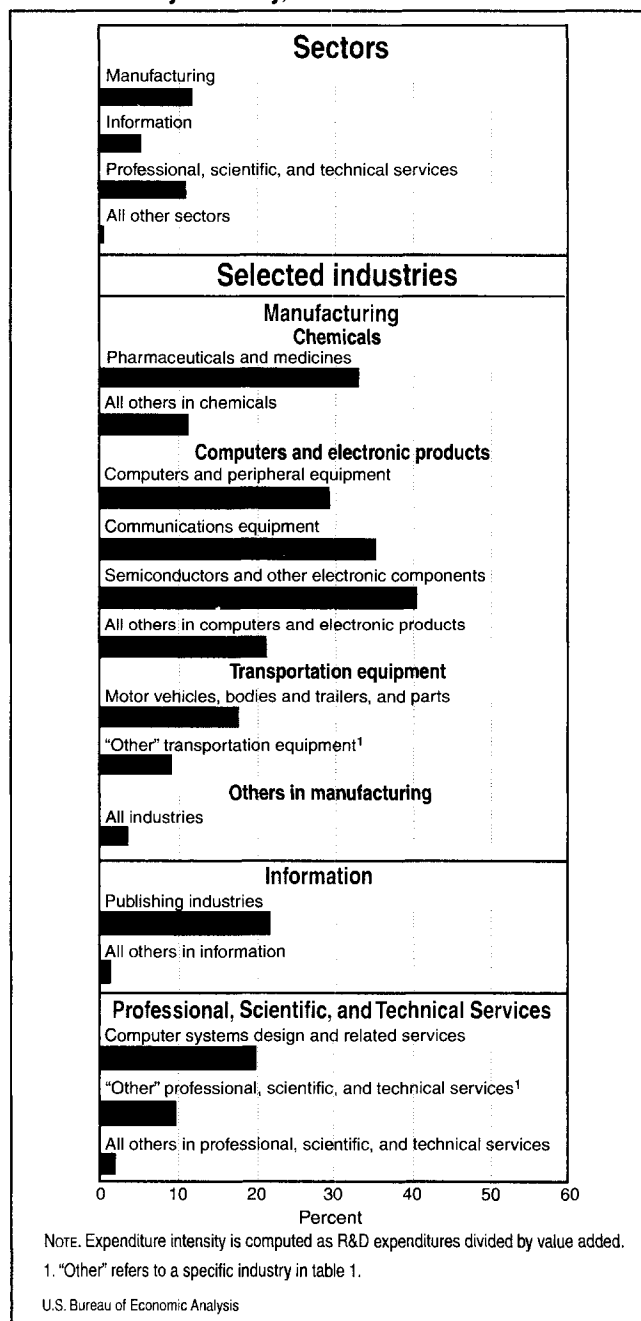 Sectors
Manufacturing
Information
Professional, scientific, and technical services
All other sectors
Selected industries
Manufacturing
Chemicals
Pharmaceuticals and medicines
All others in chemicals
Computers and electronic products
Computers and peripheral equipment
Communications equipment
Semiconductors and other electronic components
All others in computers and electronic products
Transportation equipment
Motor vehicles, bodies and trailers, and parts
"Other" transportation equipment¹
Others in manufacturing
All industries
Information
Publishing industries
All others in information
Professional, Scientific, and Technical Services
Computer systems design and related services
"Other" professional, scientific, and technical services¹
All others in professional, scientific, and technical services
0 10 20 30 40 50 60
Percent
NOTE. Expenditure intensity is computed as R&D expenditures divided by value added.
1. "Other" refers to a specific industry in table 1.
U.S. Bureau of Economic Analysis